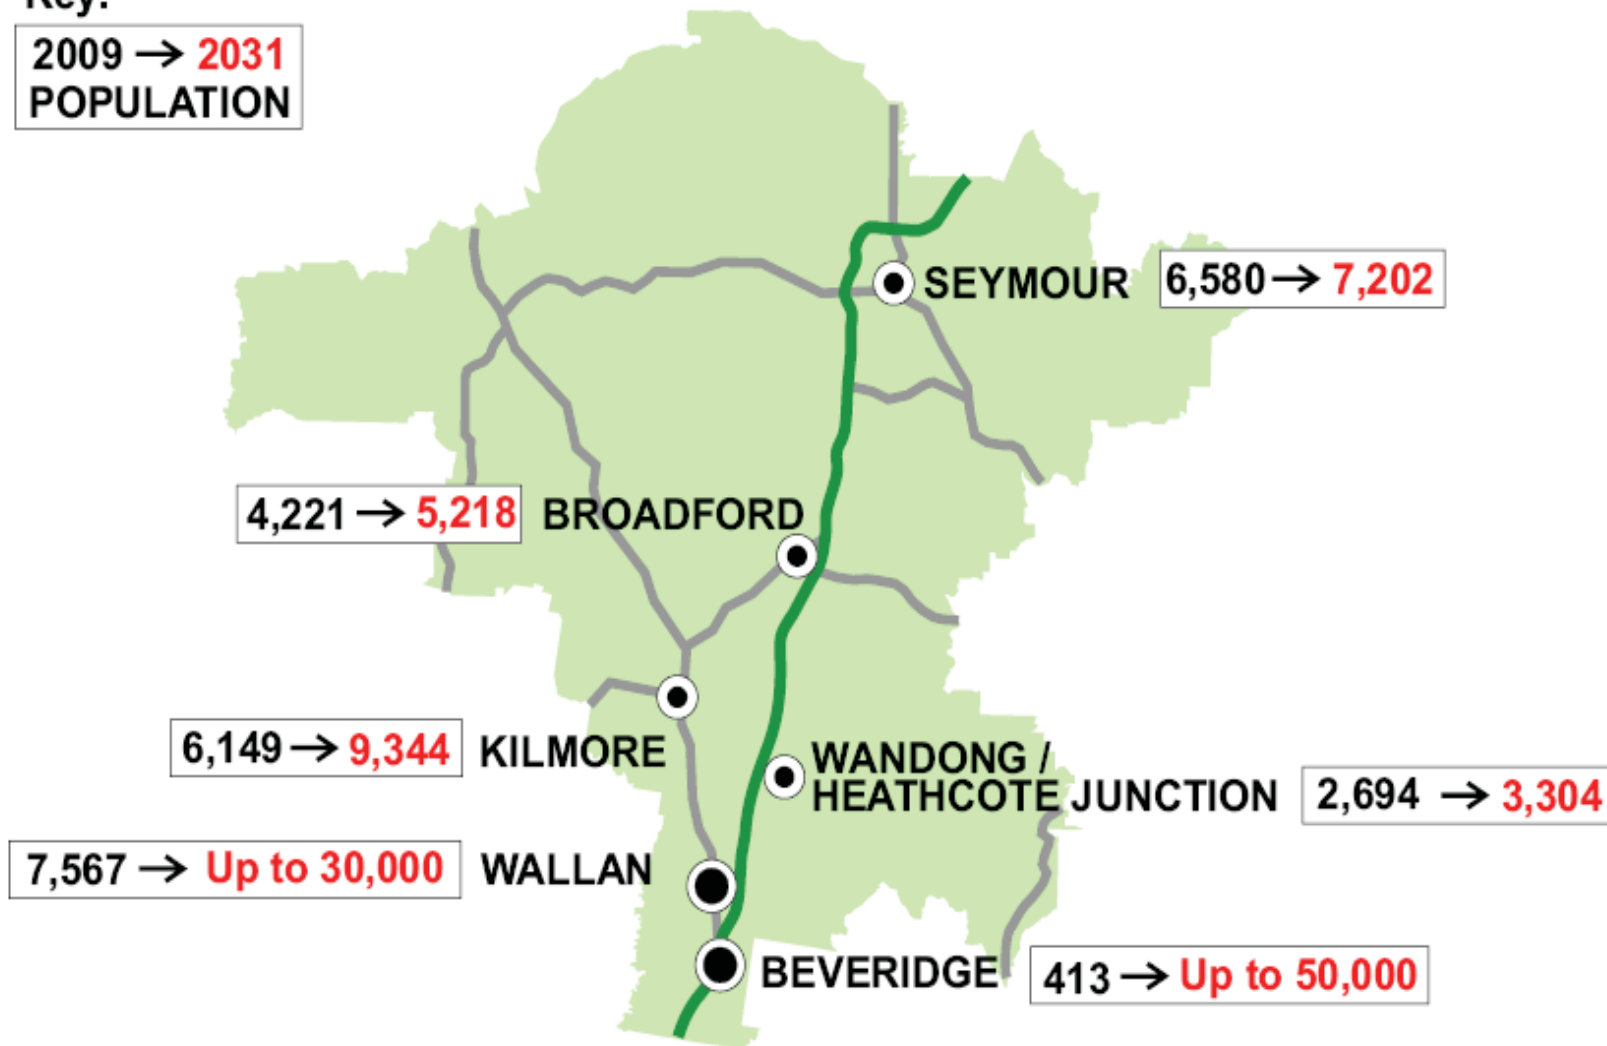 Key:
2009 → 2031
POPULATION
SEYMOUR
6,580 → 7,202
4,221 → 5,218
BROADFORD
6,149 → 9,344
KILMORE
WANDONG /
HEATHCOTE JUNCTION
2,694 → 3,304
7,567 → Up to 30,000
WALLAN
BEVERIDGE
413 → Up to 50,000